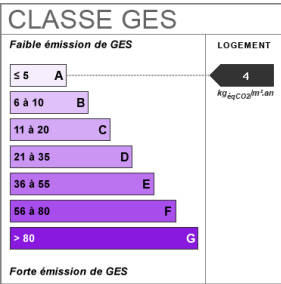 CLASSE GES
Faible émission de GES
LOGEMENT
≤ 5 A
4
kgéqCO2/m².an
6 à 10 B
11 à 20 C
21 à 35 D
36 à 55 E
56 à 80 F
> 80 G
Forte émission de GES